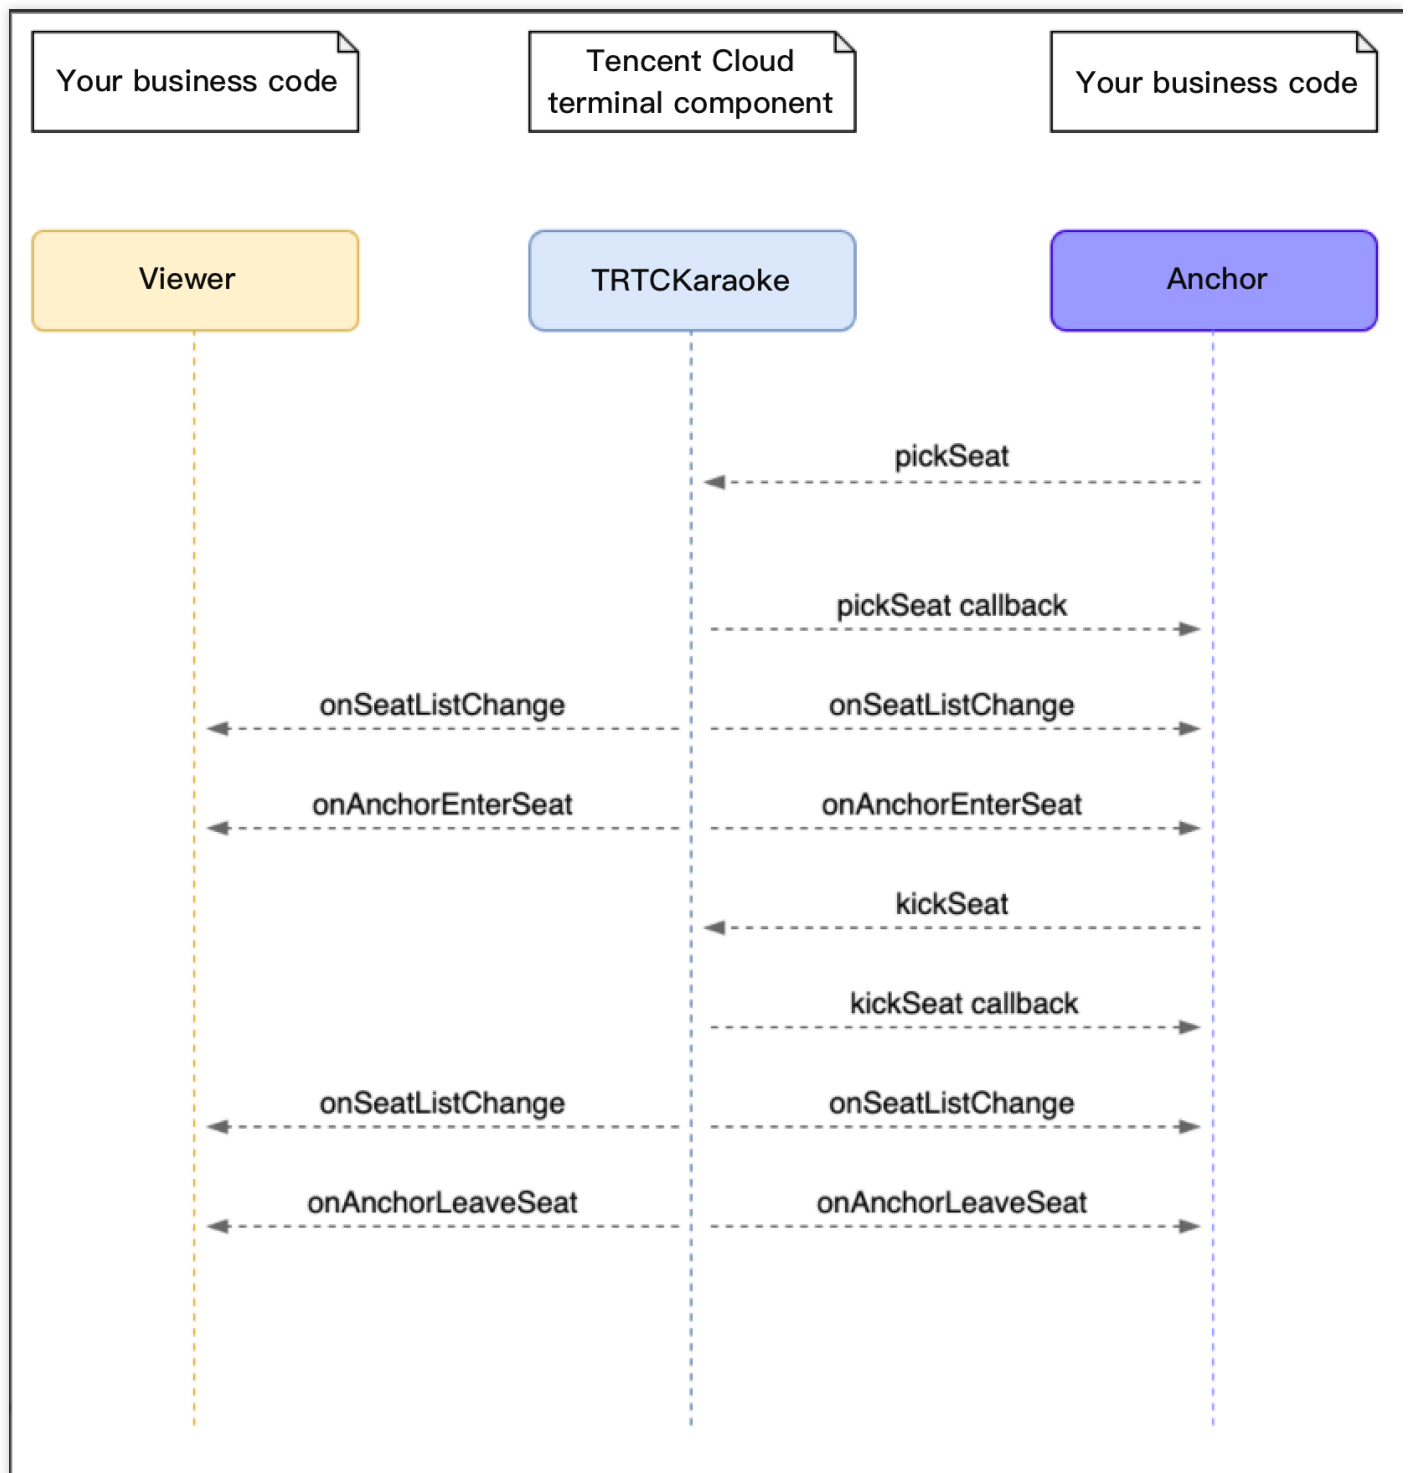 Your business code
Tencent Cloud
terminal component
Your business code
Viewer
TRTCKaraoke
Anchor
pickSeat
pickSeat callback
onSeatListChange
onSeatListChange
onAnchorEnterSeat
onAnchorEnterSeat
kickSeat
kickSeat callback
onSeatListChange
onSeatListChange
onAnchorLeaveSeat
onAnchorLeaveSeat